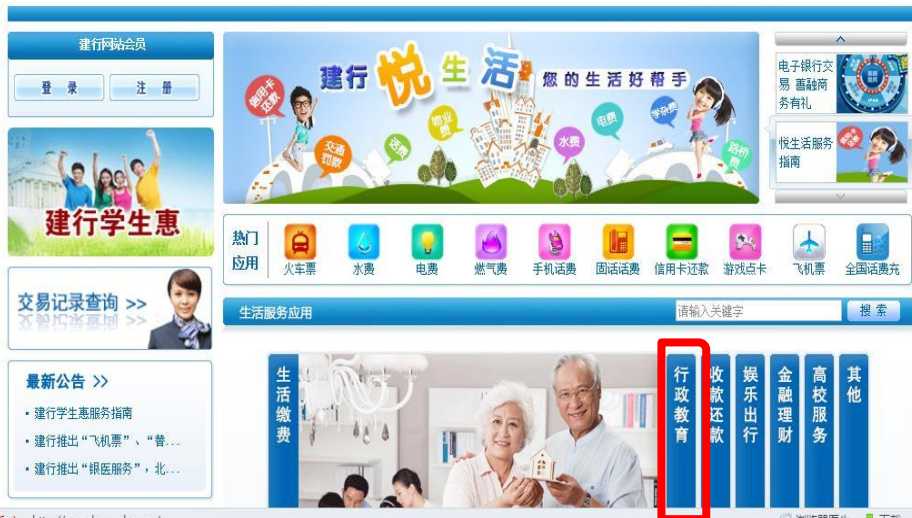 建行网站会员
登 录
注 册
建行学生惠
交易记录查询 >>
最新公告 >>
· 建行学生惠服务指南
· 建行推出“飞机票”、“替...
· 建行推出“银医服务”，北...
建行悦生活 您的生活好帮手
信用卡还款
交通罚款
话费
物业费
水费
电费
学杂费
路桥费
电子银行交
易 善融商
务有礼
悦生活服务
指南
热门
应用
火车票
水费
电费
燃气费
手机话费
固话话费
信用卡还款
游戏点卡
飞机票
全国话费充
生活服务应用
请输入关键字
搜 索
生活缴费
行政教育
收款还款
娱乐出行
金融理财
高校服务
其他